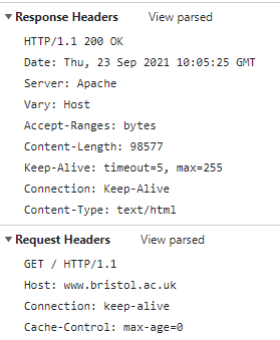 Response Headers View parsed
HTTP/1.1 200 OK
Date: Thu, 23 Sep 2021 10:05:25 GMT
Server: Apache
Vary: Host
Accept-Ranges: bytes
Content-Length: 98577
Keep-Alive: timeout=5, max=255
Connection: Keep-Alive
Content-Type: text/html
Request Headers View parsed
GET / HTTP/1.1
Host: www.bristol.ac.uk
Connection: keep-alive
Cache-Control: max-age=0